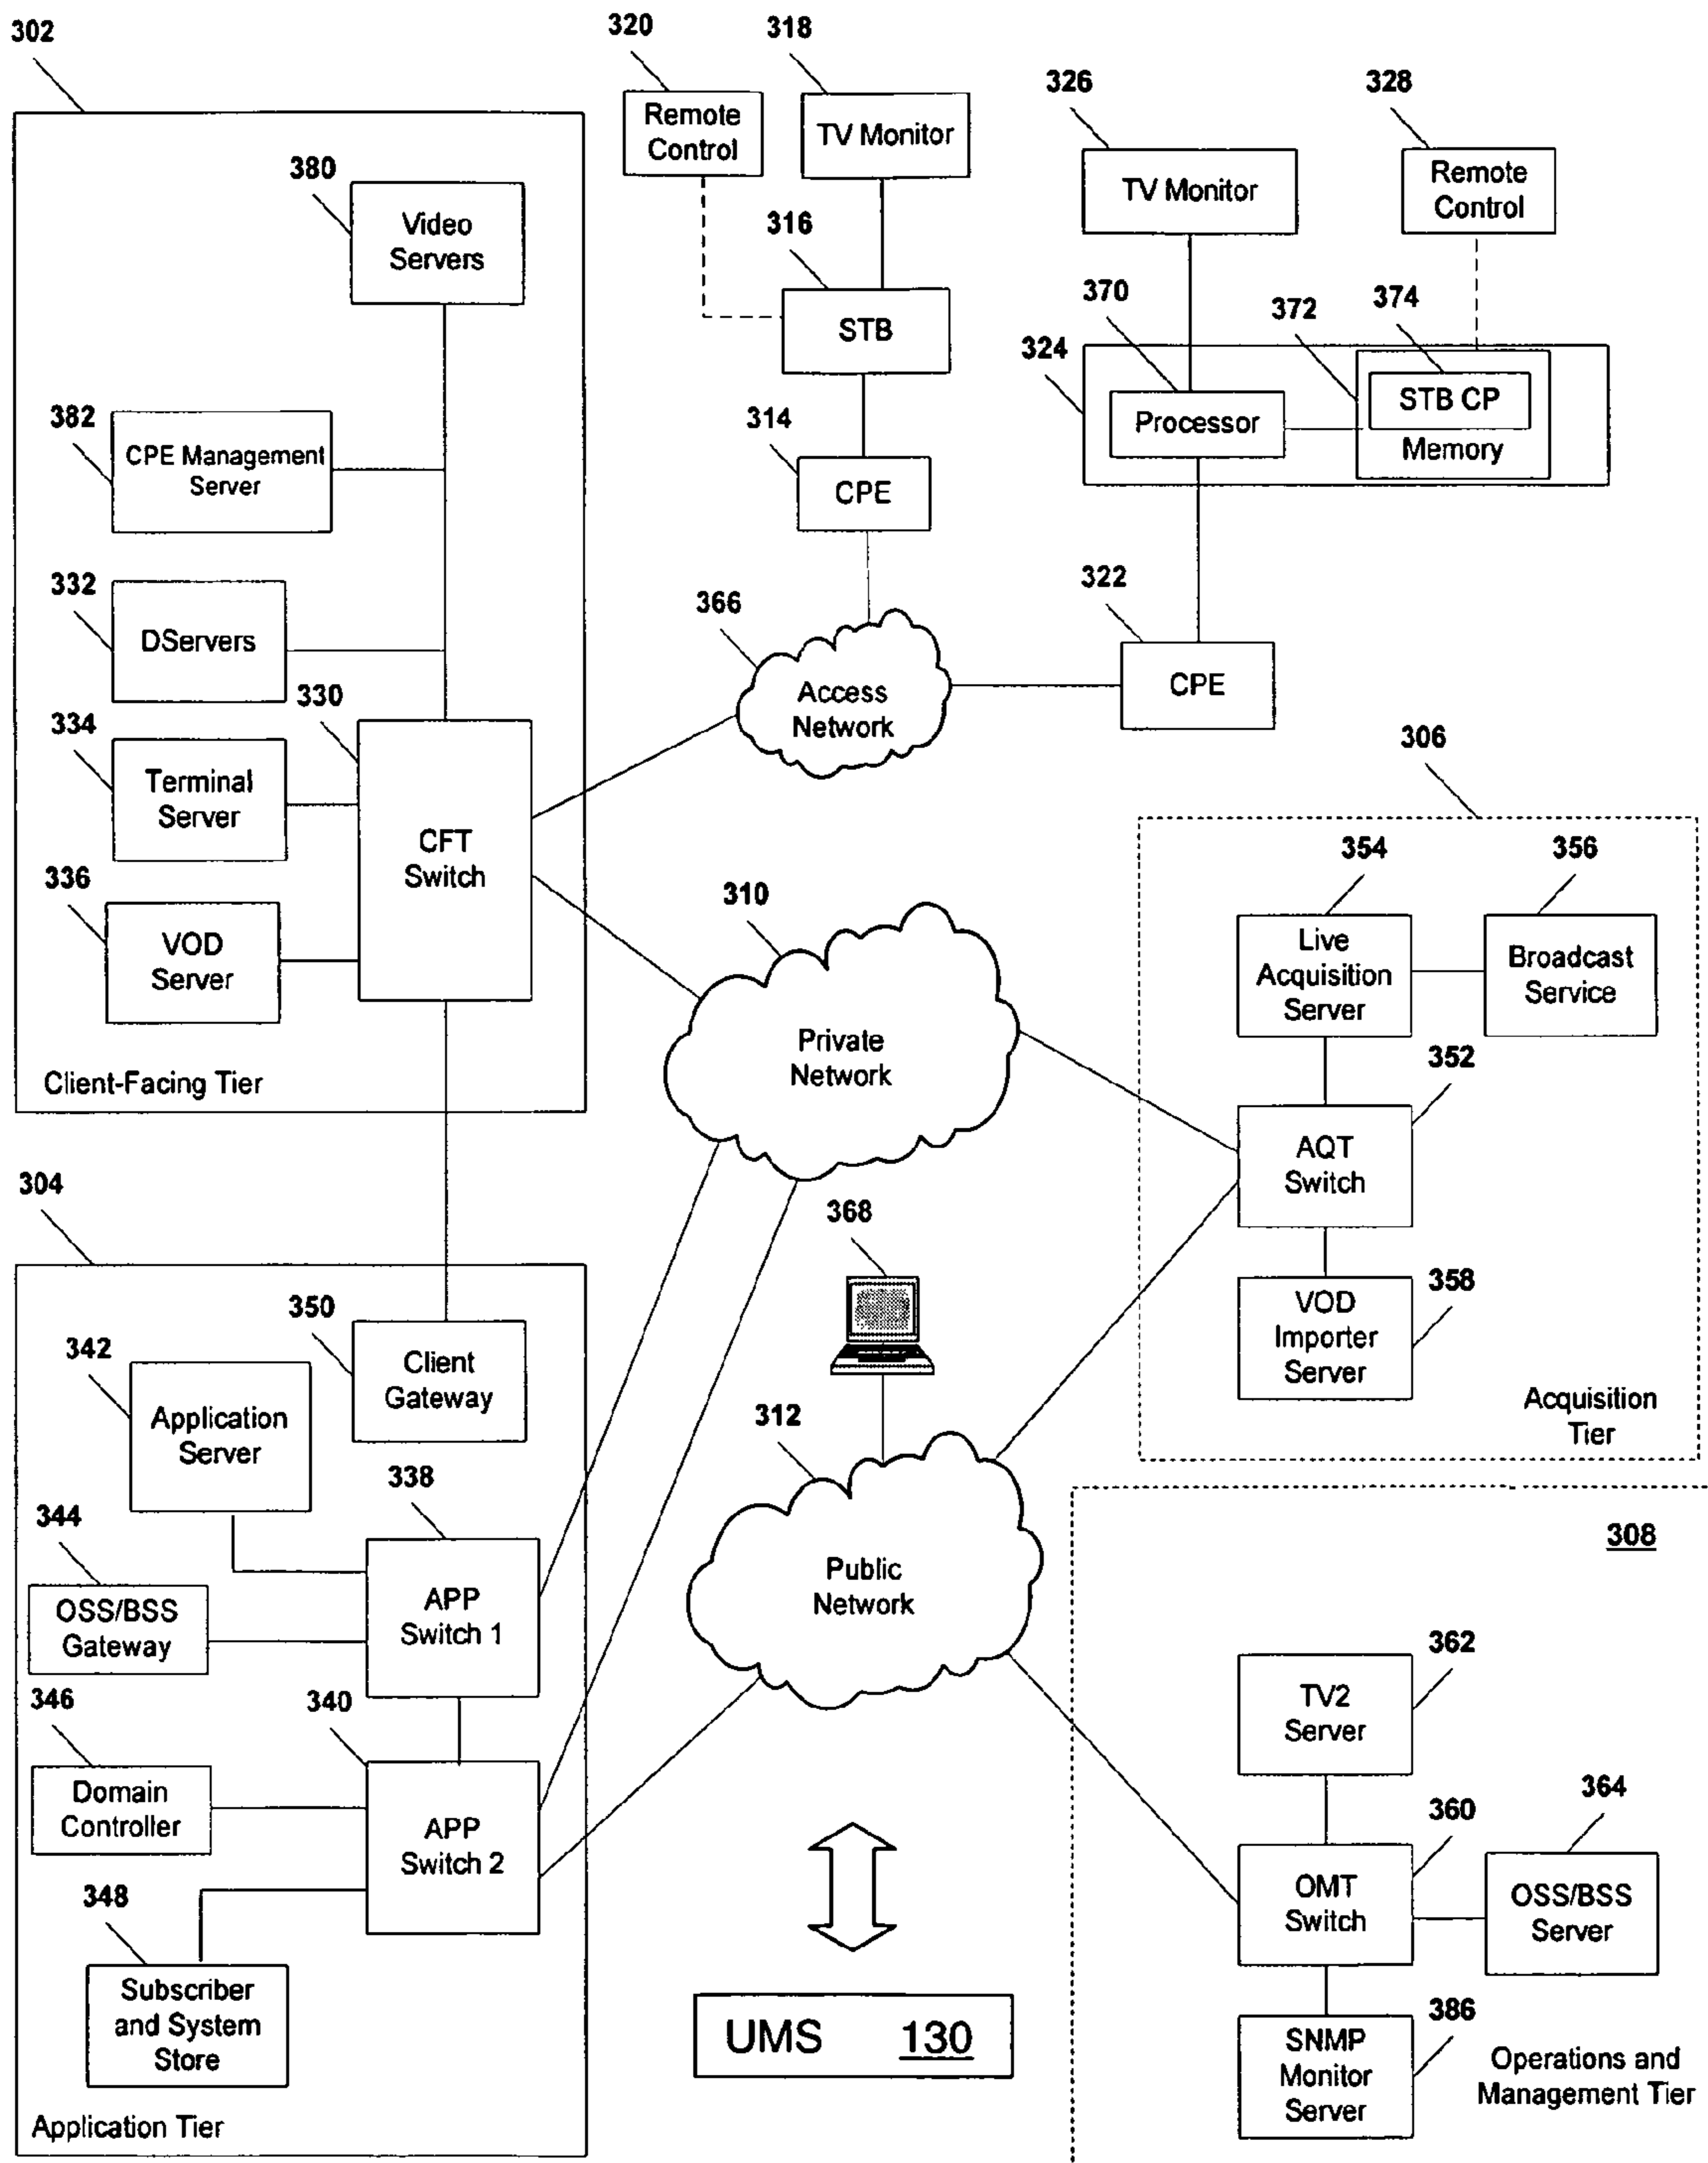 302
320
318
326
328
Remote
Control
TV Monitor
TV Monitor
Remote
Control
380
Video
Servers
316
STB
370
372
374
324
STB CP
Processor
Memory
382
CPE Management
Server
314
CPE
332
DServers
366
322
Access
Network
CPE
330
334
Terminal
Server
306
CFT
Switch
336
VOD
Server
310
354
356
Live
Acquisition
Server
Broadcast
Service
Private
Network
352
Client-Facing Tier
AQT
Switch
304
368
358
VOD
Importer
Server
350
Client
Gateway
342
Application
Server
Acquisition
Tier
312
338
344
308
APP
Switch 1
Public
Network
OSS/BSS
Gateway
362
TV2
Server
346
340
Domain
Controller
364
360
APP
Switch 2
348
OMT
Switch
OSS/BSS
Server
Subscriber
and System
Store
386
UMS 130
SNMP
Monitor
Server
Operations and
Management Tier
Application Tier